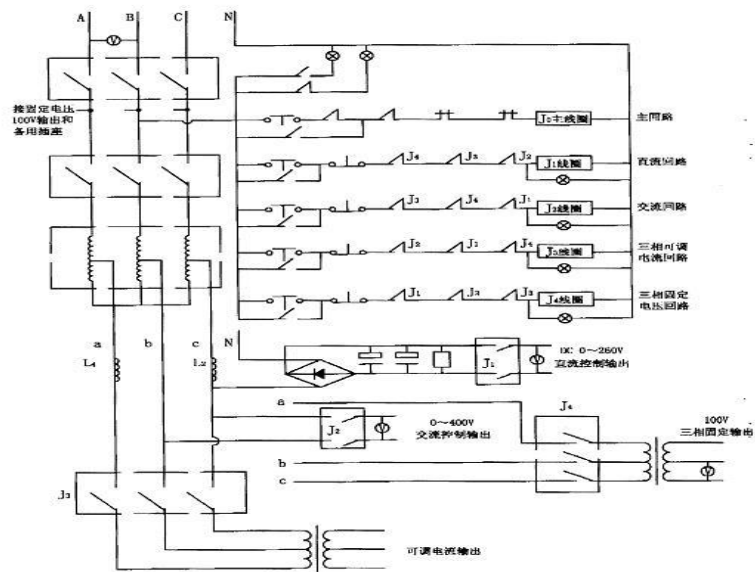 A B C N
V
接固定电压
100V输出和
备用插座
J₀主线圈 主回路
J₄ J₃ J₂ J₁线圈 直流回路
J₃ J₄ J₁ J₂线圈 交流回路
J₂ J₁ J₄ J₃线圈 三相可调
电流回路
J₁ J₂ J₃ J₄线圈 三相固定
电压回路
a b c N
L₁ L₂
J₁ V DC 0～260V
直流控制输出
a J₄
J₂ V 0～400V
交流控制输出
100V
三相固定输出
V
b
c
J₃
可调电流输出